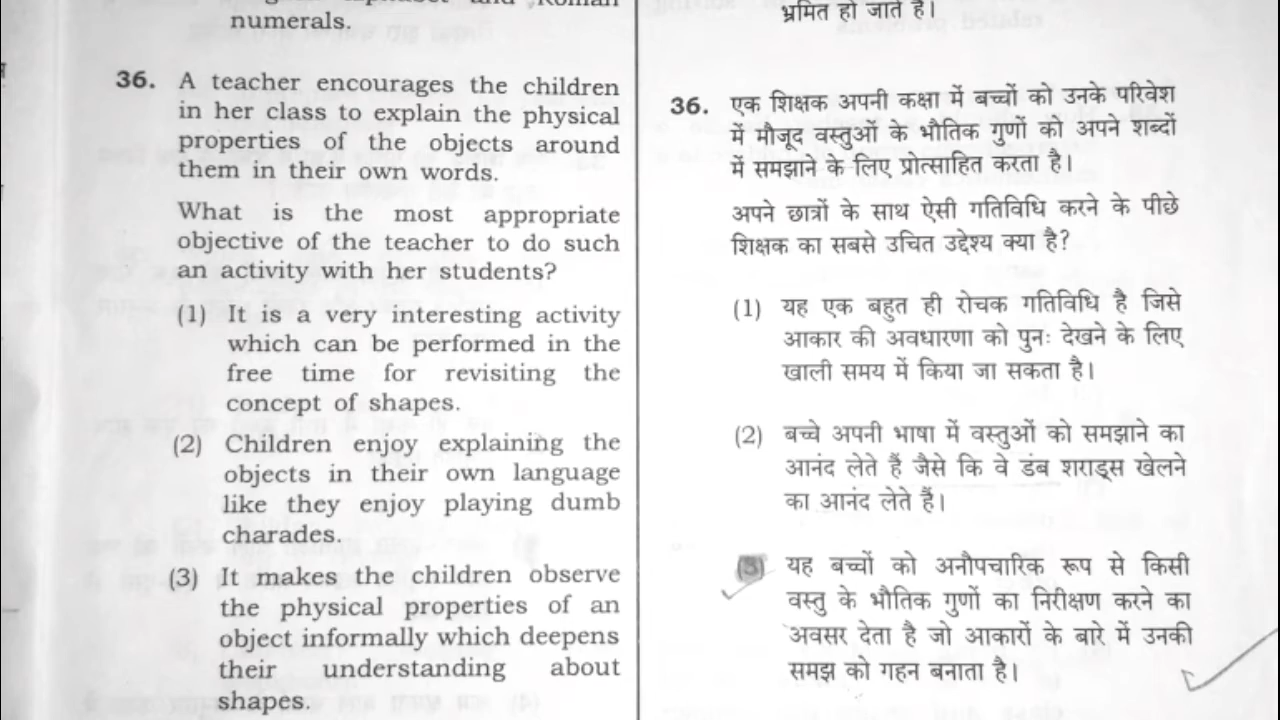 numerals.
36. A teacher encourages the children
in her class to explain the physical
properties of the objects around
them in their own words.
What is the most appropriate
objective of the teacher to do such
an activity with her students?
(1) It is a very interesting activity
which can be performed in the
free time for revisiting the
concept of shapes.
(2) Children enjoy explaining the
objects in their own language
like they enjoy playing dumb
charades.
(3) It makes the children observe
the physical properties of an
object informally which deepens
their understanding about
shapes.
भ्रमित हो जाते हैं।
36. एक शिक्षक अपनी कक्षा में बच्चों को उनके परिवेश
में मौजूद वस्तुओं के भौतिक गुणों को अपने शब्दों
में समझाने के लिए प्रोत्साहित करता है।
अपने छात्रों के साथ ऐसी गतिविधि करने के पीछे
शिक्षक का सबसे उचित उद्देश्य क्या है?
(1) यह एक बहुत ही रोचक गतिविधि है जिसे
आकार की अवधारणा को पुनः देखने के लिए
खाली समय में किया जा सकता है।
(2) बच्चे अपनी भाषा में वस्तुओं को समझाने का
आनंद लेते हैं जैसे कि वे डंब शराड्स खेलने
का आनंद लेते हैं।
(3) यह बच्चों को अनौपचारिक रूप से किसी
वस्तु के भौतिक गुणों का निरीक्षण करने का
अवसर देता है जो आकारों के बारे में उनकी
समझ को गहन बनाता है।